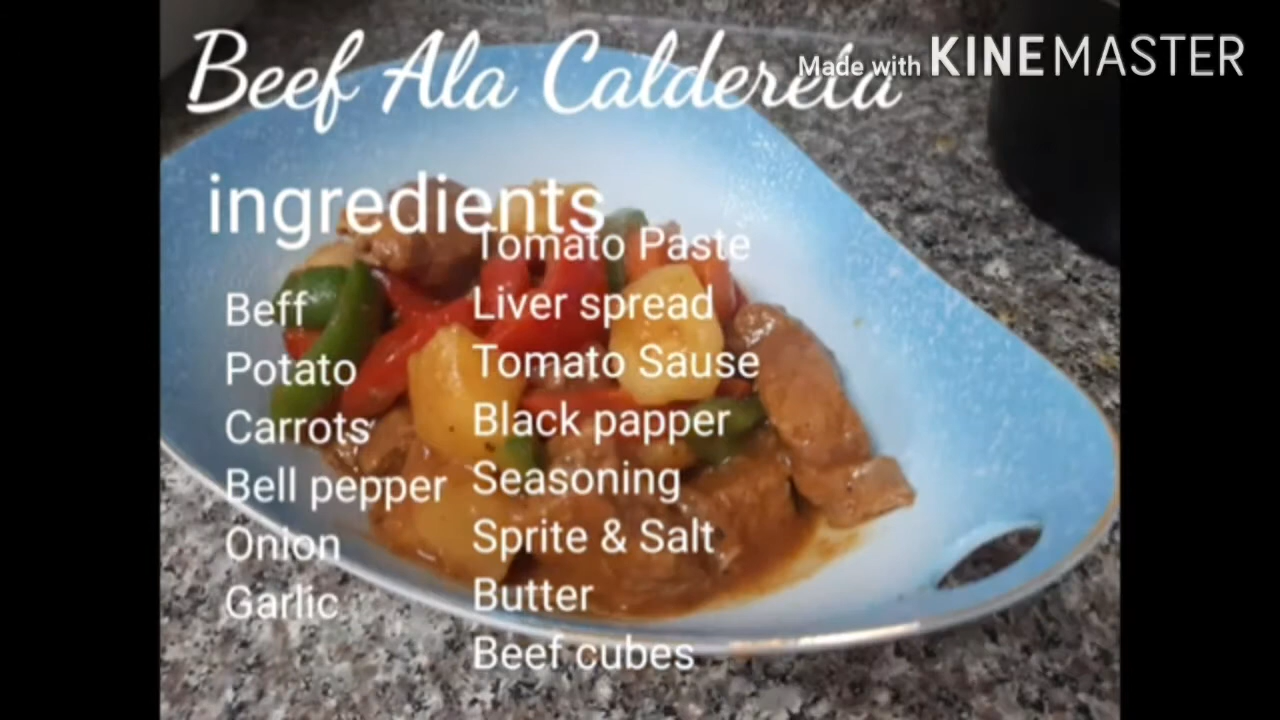 Beef Ala Caldereta
Made with KINEMASTER
ingredients
Beff
Potato
Carrots
Bell pepper
Onion
Garlic
Tomato Paste
Liver spread
Tomato Sause
Black papper
Seasoning
Sprite & Salt
Butter
Beef cubes